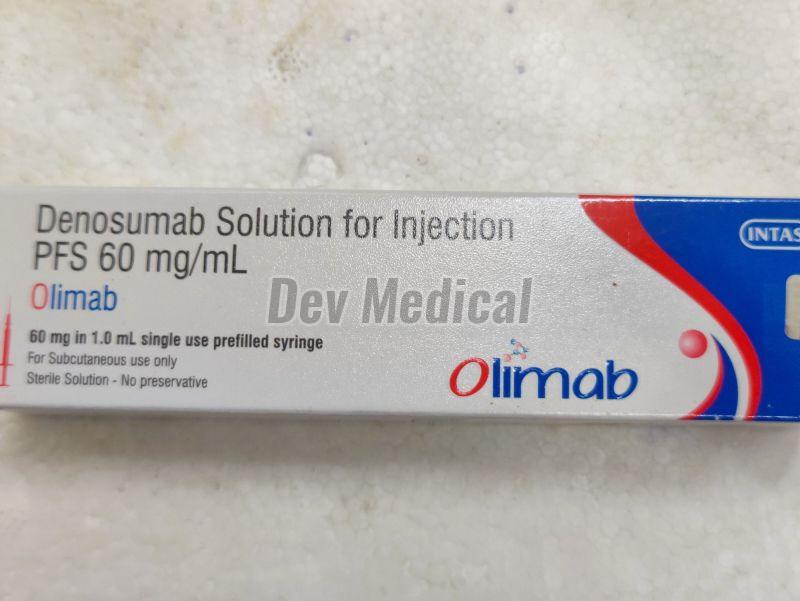 Denosumab Solution for Injection
PFS 60 mg/mL
Olimab
60 mg in 1.0 mL single use prefilled syringe
For Subcutaneous use only
Sterile Solution - No preservative
Dev Medical
Olimab
INTAS